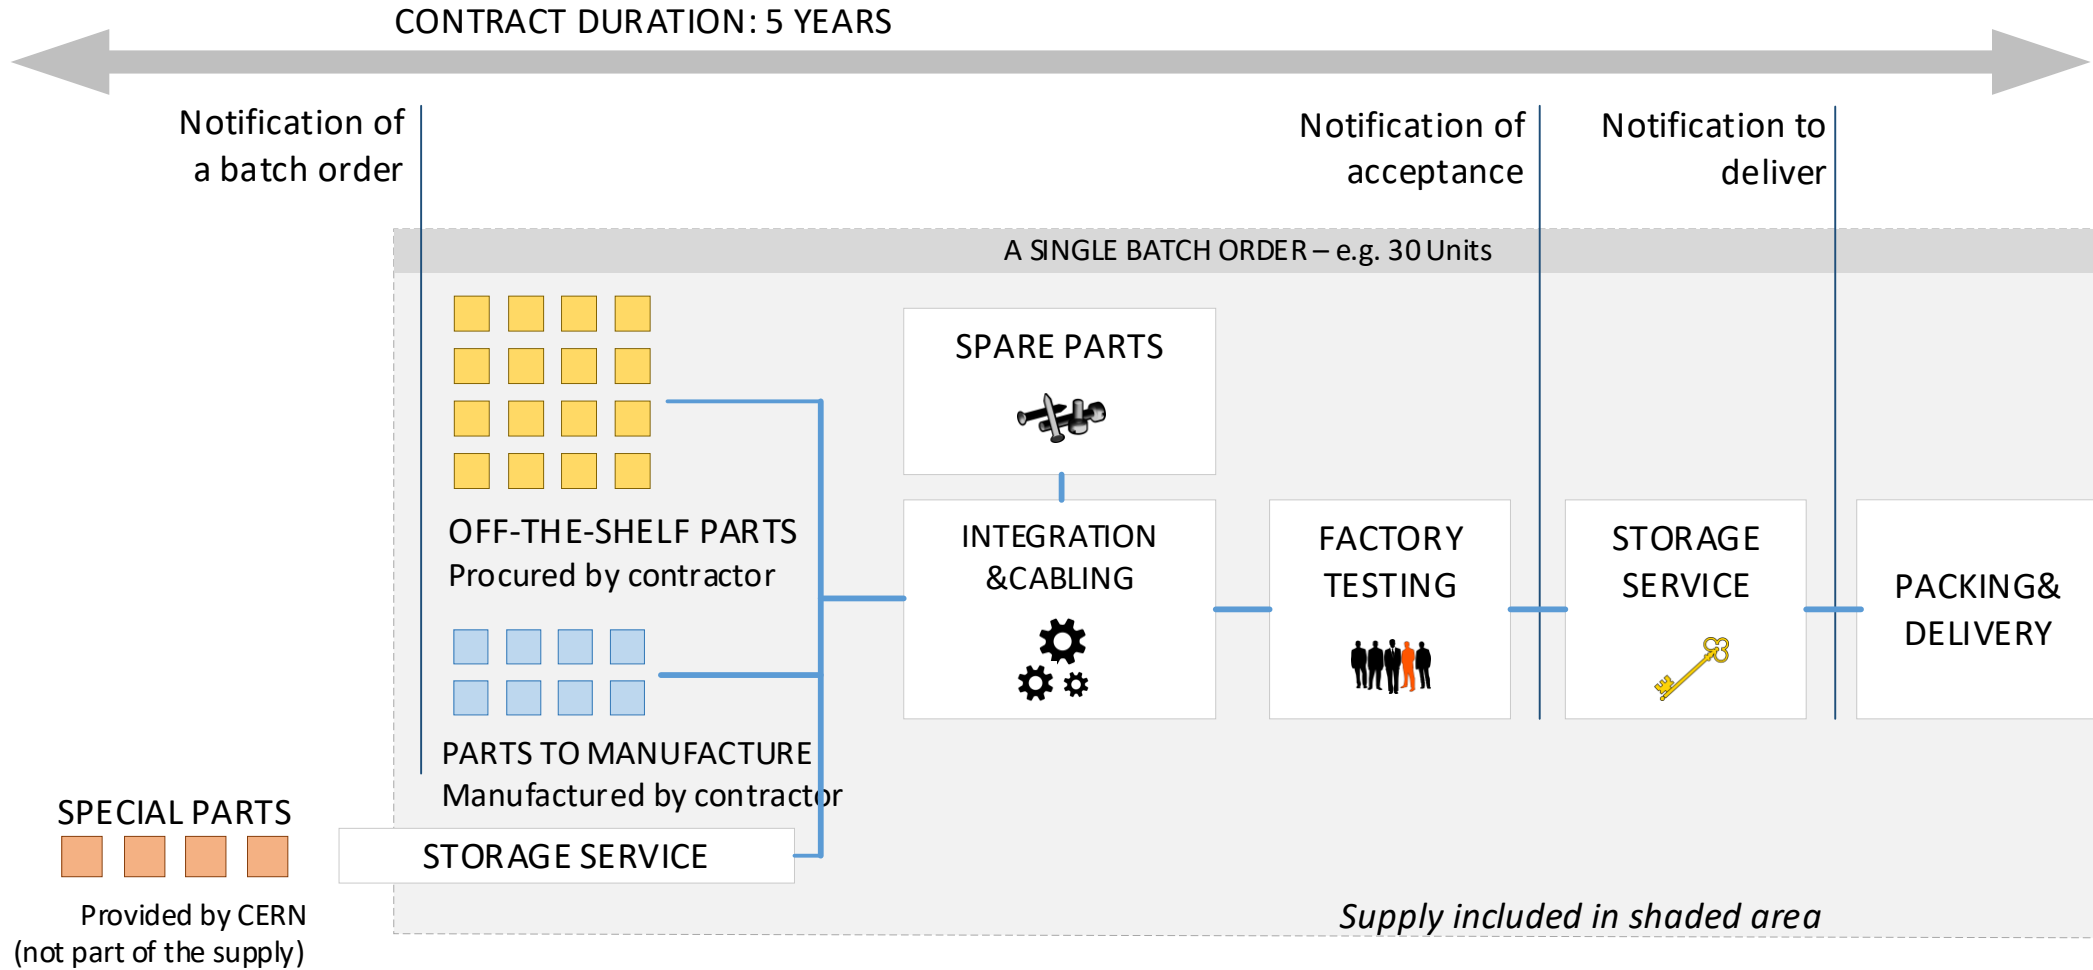 CONTRACT DURATION: 5 YEARS
Notification of
a batch order
Notification of
acceptance
Notification to
deliver
A SINGLE BATCH ORDER – e.g. 30 Units
SPARE PARTS
OFF-THE-SHELF PARTS
Procured by contractor
INTEGRATION
&CABLING
FACTORY
TESTING
STORAGE
SERVICE
PACKING&
DELIVERY
PARTS TO MANUFACTURE
Manufactured by contractor
SPECIAL PARTS
STORAGE SERVICE
Provided by CERN
(not part of the supply)
Supply included in shaded area